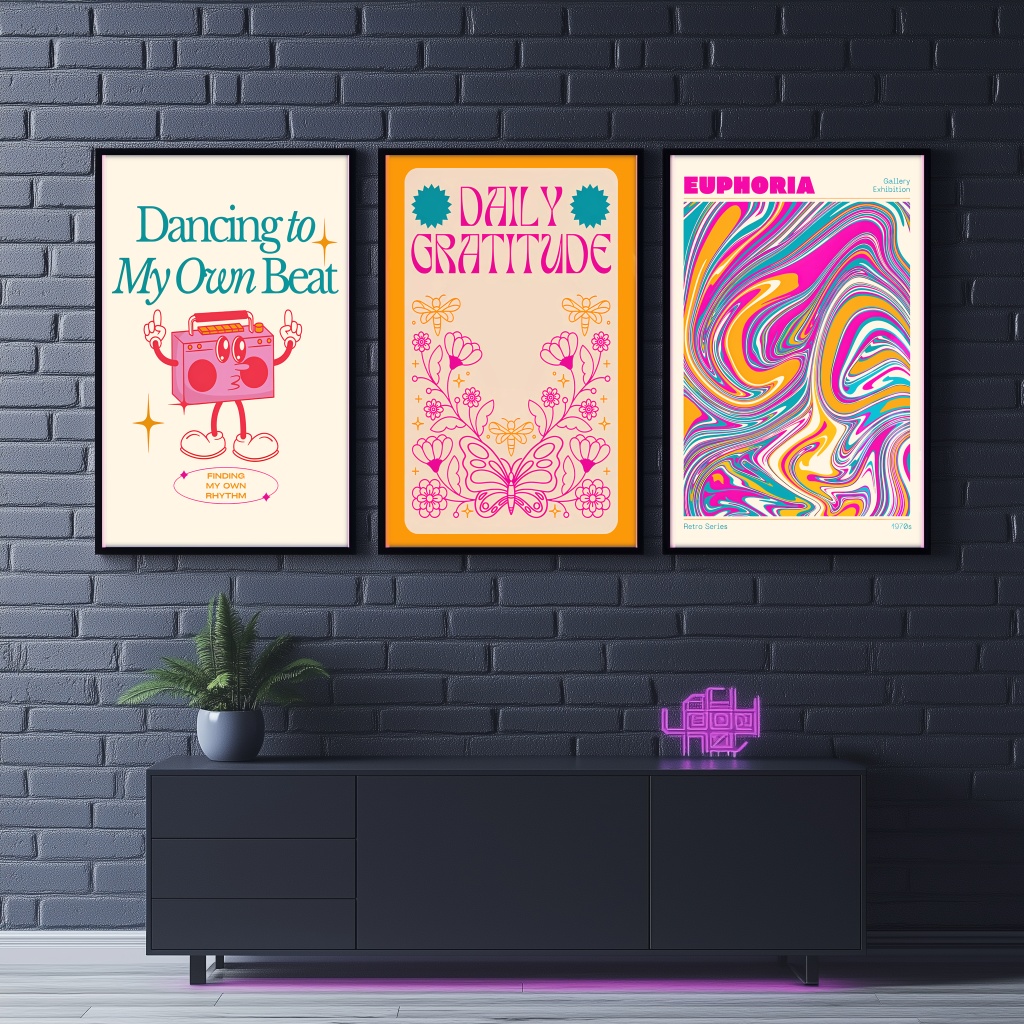 Dancing to
My Own Beat
FINDING
MY OWN
RHYTHM
DAILY
GRATITUDE
EUPHORIA
Gallery
Exhibition
Retro Series
1970s